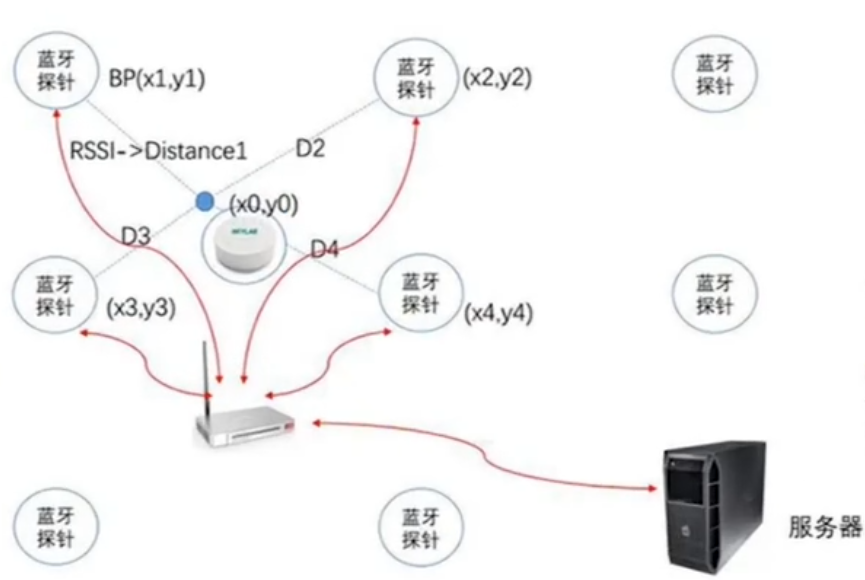 蓝牙
探针
BP(x1,y1)
蓝牙
探针
(x2,y2)
蓝牙
探针
RSSI->Distance1
D2
(x0,y0)
SKYLAB
D3
D4
蓝牙
探针
(x3,y3)
蓝牙
探针
(x4,y4)
蓝牙
探针
蓝牙
探针
蓝牙
探针
服务器